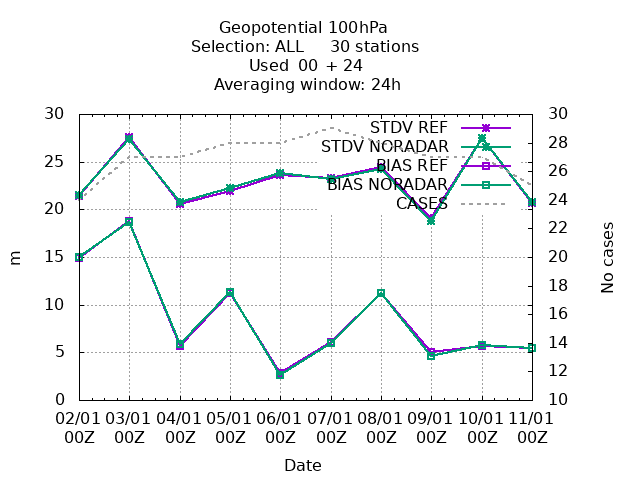 Geopotential 100hPa
Selection: ALL 30 stations
Used 00 + 24
Averaging window: 24h
30 30
STDV REF
28
STDV NORADAR
25
BIAS REF
26
BIAS NORADAR
24
CASES
20
22
15
20
m
No cases
18
10
16
5
14
12
0 10
02/01 03/01 04/01 05/01 06/01 07/01 08/01 09/01 10/01 11/01
00Z 00Z 00Z 00Z 00Z 00Z 00Z 00Z 00Z 00Z
Date